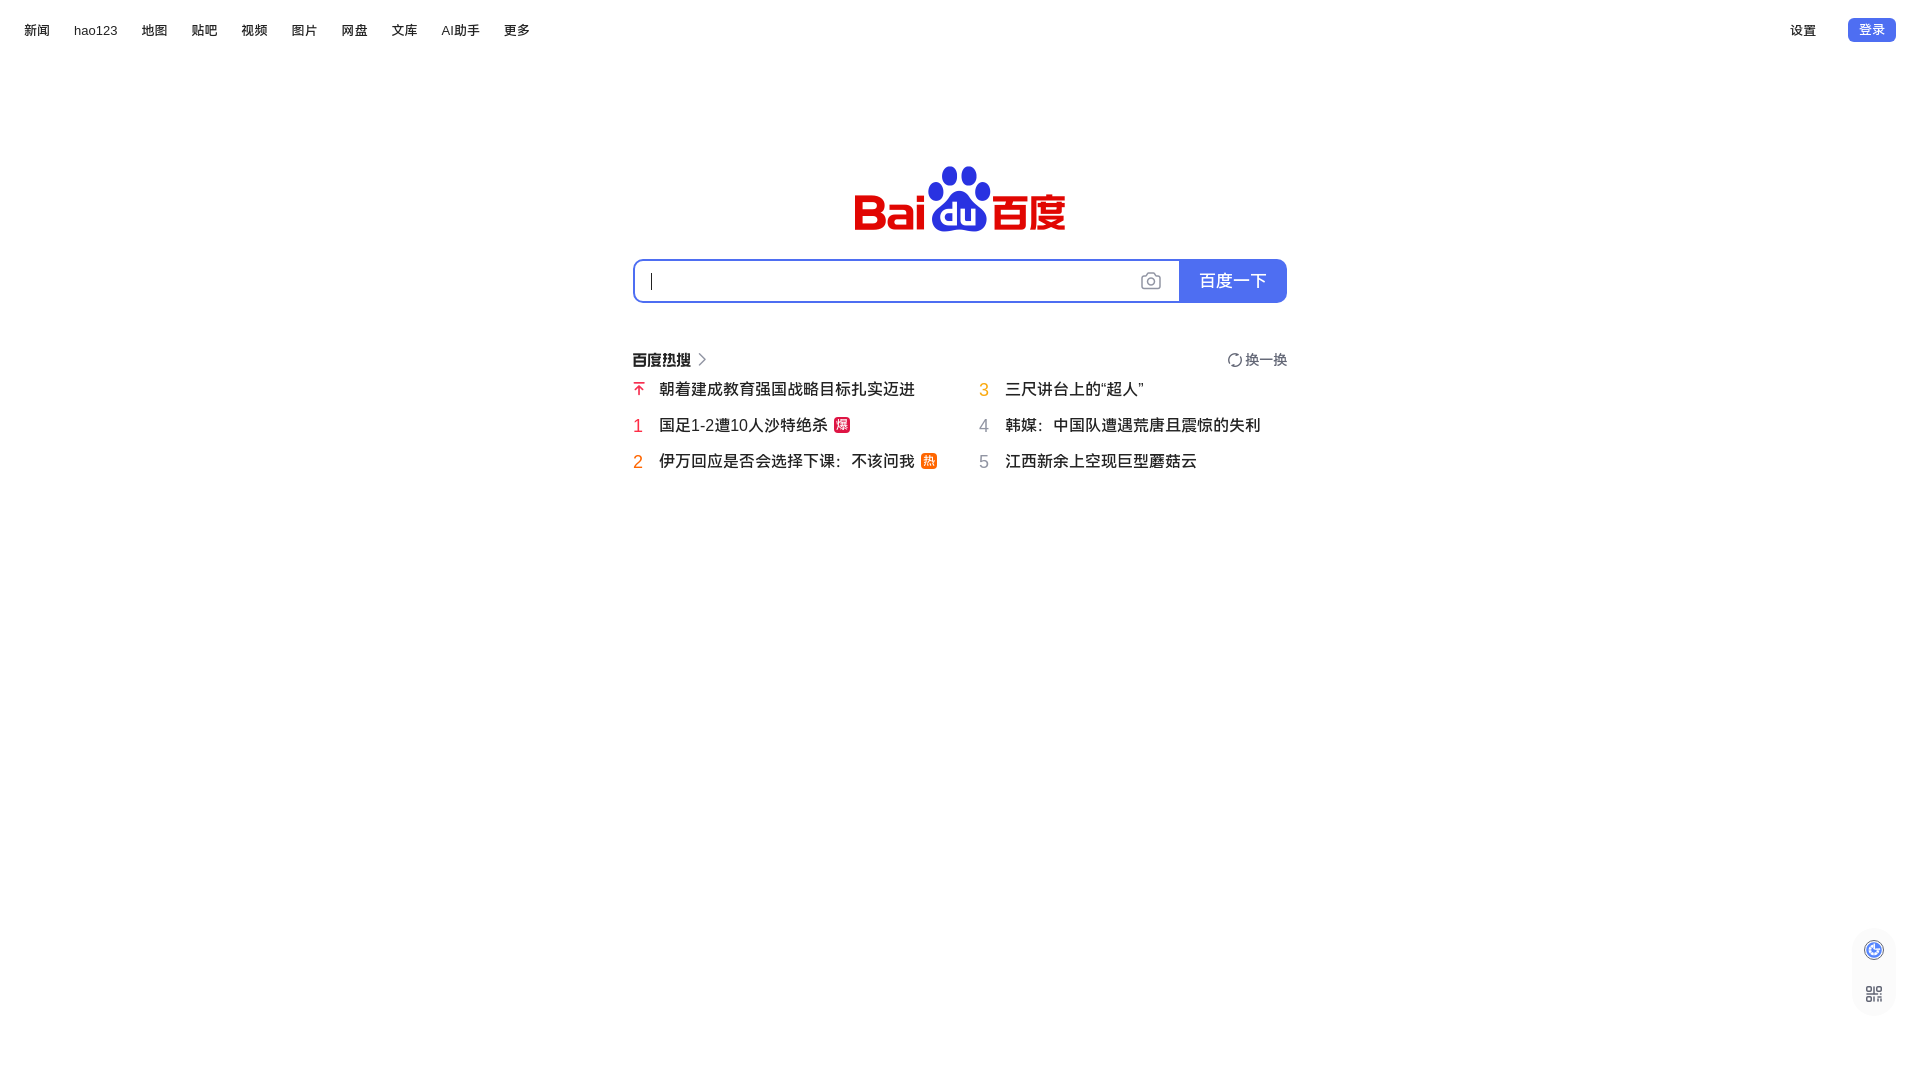 新闻 hao123 地图 贴吧 视频 图片 网盘 文库 AI助手 更多 设置 登录
Bai du 百度
百度一下
百度热搜 换一换
朝着建成教育强国战略目标扎实迈进
1 国足1-2遭10人沙特绝杀 爆
2 伊万回应是否会选择下课：不该问我 热
3 三尺讲台上的“超人”
4 韩媒：中国队遭遇荒唐且震惊的失利
5 江西新余上空现巨型蘑菇云